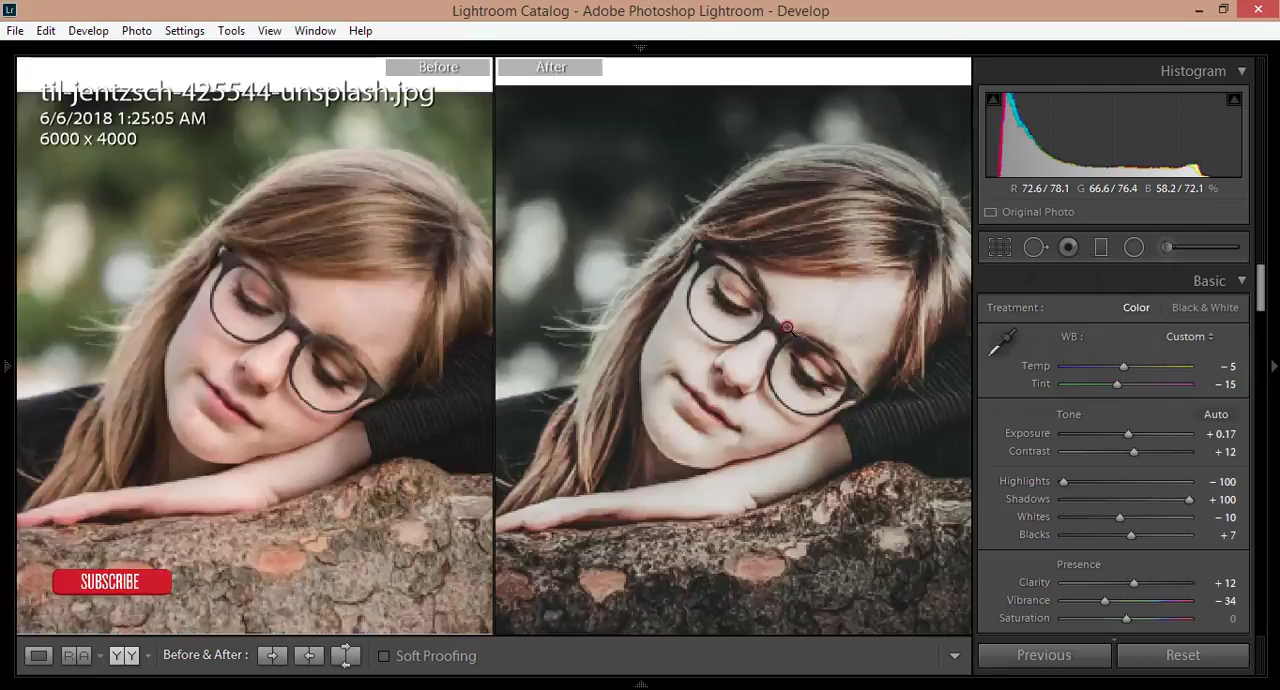 Lr
Lightroom Catalog - Adobe Photoshop Lightroom - Develop
File Edit Develop Photo Settings Tools View Window Help
Before
After
til-jentzsch-425544-unsplash.jpg
6/6/2018 1:25:05 AM
6000 x 4000
SUBSCRIBE
Before & After :
Soft Proofing
RA
YY
Histogram
R 72.6 / 78.1 G 66.6 / 76.4 B 58.2 / 72.1 %
Original Photo
Basic
Treatment : Color Black & White
WB : Custom
Temp - 5
Tint - 15
Tone Auto
Exposure + 0.17
Contrast + 12
Highlights - 100
Shadows + 100
Whites - 10
Blacks + 7
Presence
Clarity + 12
Vibrance - 34
Saturation 0
Previous Reset